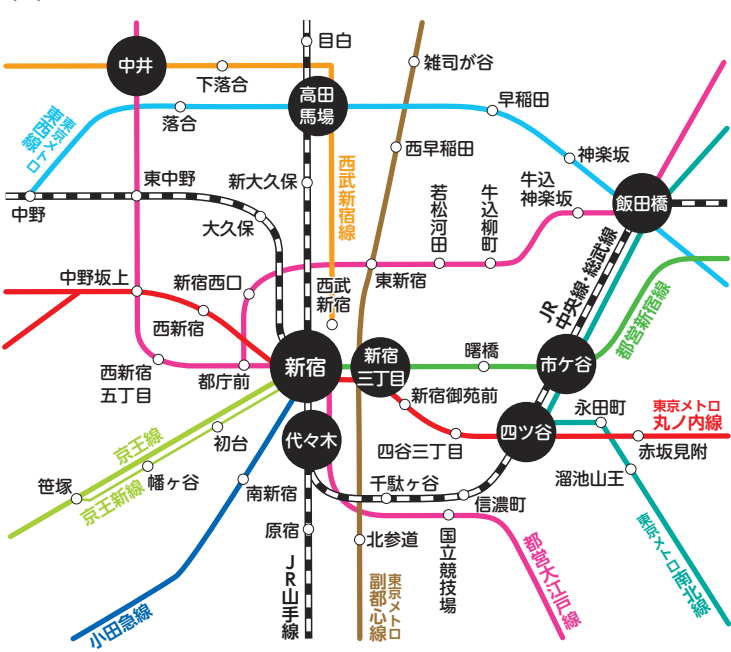 目白
中井
下落合
雑司が谷
高田
馬場
早稲田
落合
東京メトロ
東西線
西早稲田
神楽坂
西武新宿線
新大久保
東中野
若松河田
牛込柳町
牛込
神楽坂
飯田橋
中野
大久保
JR
中央線・総武線
中野坂上
新宿西口
西武
新宿
東新宿
都営新宿線
西新宿
新宿
新宿
三丁目
曙橋
市ケ谷
西新宿
五丁目
都庁前
新宿御苑前
永田町
東京メトロ
丸ノ内線
京王線
初台
代々木
四谷三丁目
四ツ谷
赤坂見附
笹塚
幡ヶ谷
京王新線
南新宿
千駄ヶ谷
信濃町
溜池山王
原宿
北参道
国立競技場
都営大江戸線
東京メトロ南北線
JR山手線
東京メトロ
副都心線
小田急線